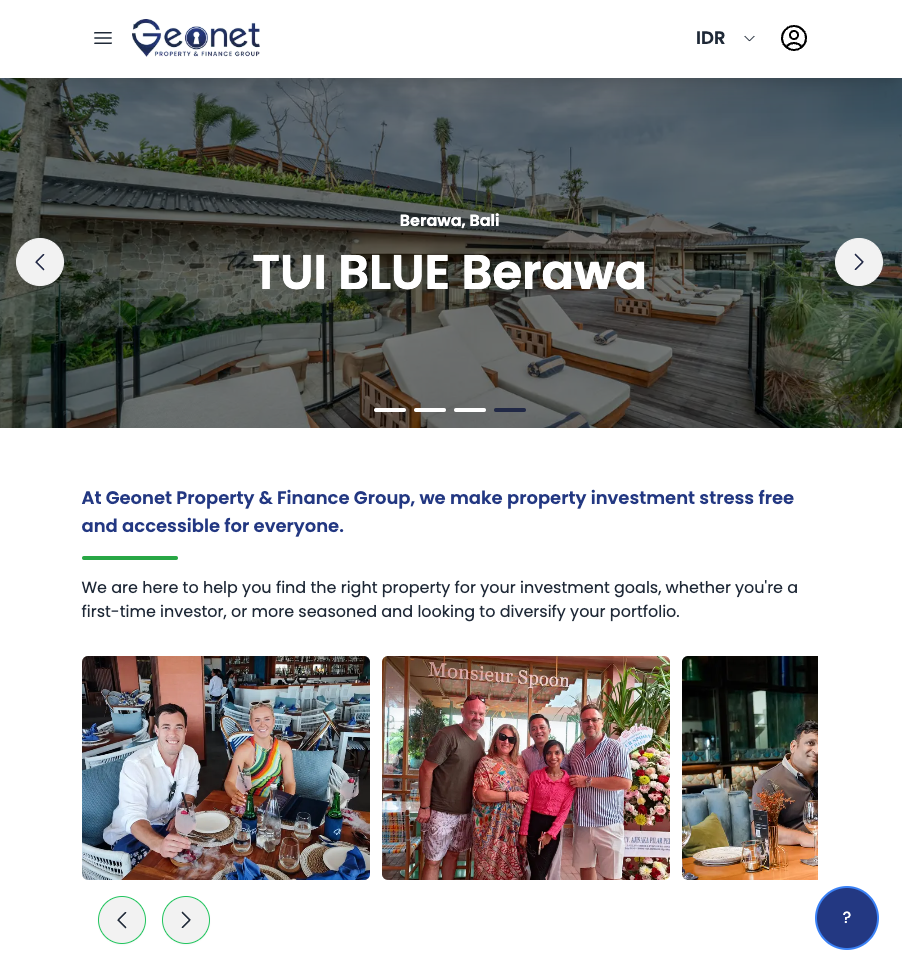 Geonet
PROPERTY & FINANCE GROUP
IDR
Berawa, Bali
TUI BLUE Berawa
At Geonet Property & Finance Group, we make property investment stress free
and accessible for everyone.
We are here to help you find the right property for your investment goals, whether you're a
first-time investor, or more seasoned and looking to diversify your portfolio.
Monsieur Spoon
?